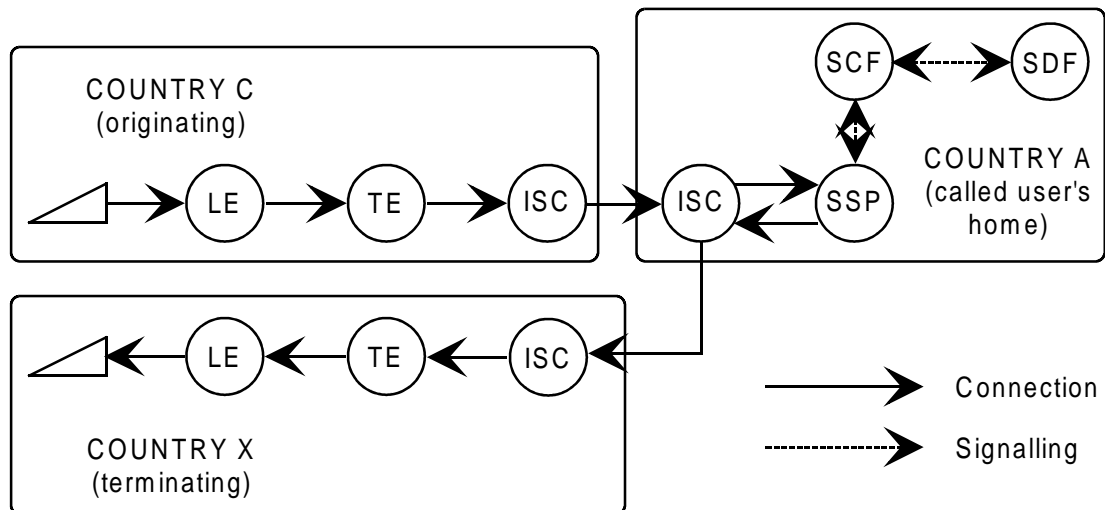 COUNTRY C
(originating)
LE
TE
ISC
SCF
SDF
ISC
SSP
COUNTRY A
(called user's
home)
LE
TE
ISC
COUNTRY X
(terminating)
Connection
Signalling